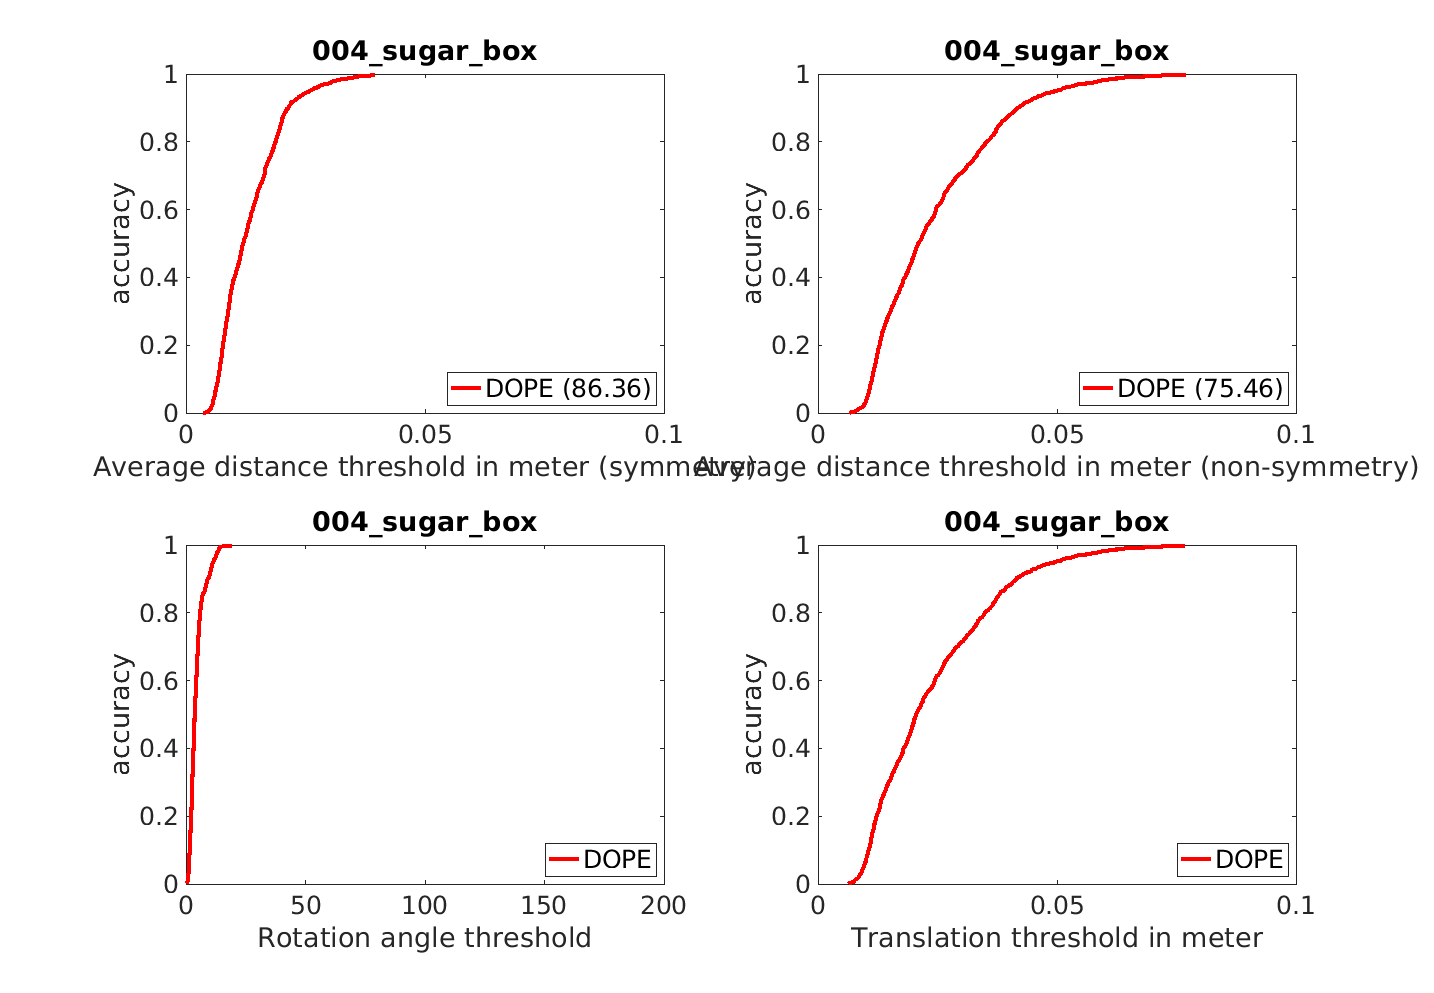 004_sugar_box
1
0.8
0.6
0.4
0.2
0
accuracy
DOPE (86.36)
0
0.05
0.1
Average distance threshold in meter (symmetry)
004_sugar_box
1
0.8
0.6
0.4
0.2
0
accuracy
DOPE (75.46)
0
0.05
0.1
Average distance threshold in meter (non-symmetry)
004_sugar_box
1
0.8
0.6
0.4
0.2
0
accuracy
DOPE
0
50
100
150
200
Rotation angle threshold
004_sugar_box
1
0.8
0.6
0.4
0.2
0
accuracy
DOPE
0
0.05
0.1
Translation threshold in meter